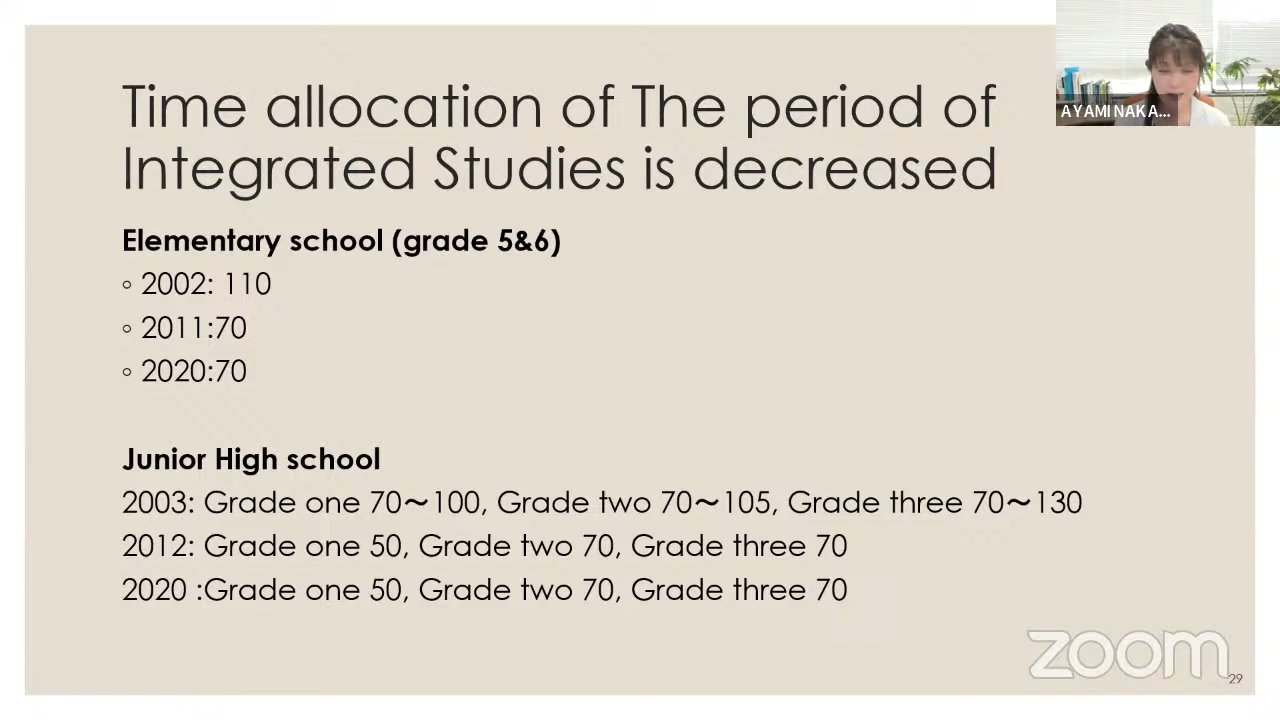 Time allocation of The period of
Integrated Studies is decreased
AYAMI NAKA...
Elementary school (grade 5&6)
◦ 2002: 110
◦ 2011:70
◦ 2020:70
Junior High school
2003: Grade one 70～100, Grade two 70～105, Grade three 70～130
2012: Grade one 50, Grade two 70, Grade three 70
2020 :Grade one 50, Grade two 70, Grade three 70
zoom
29